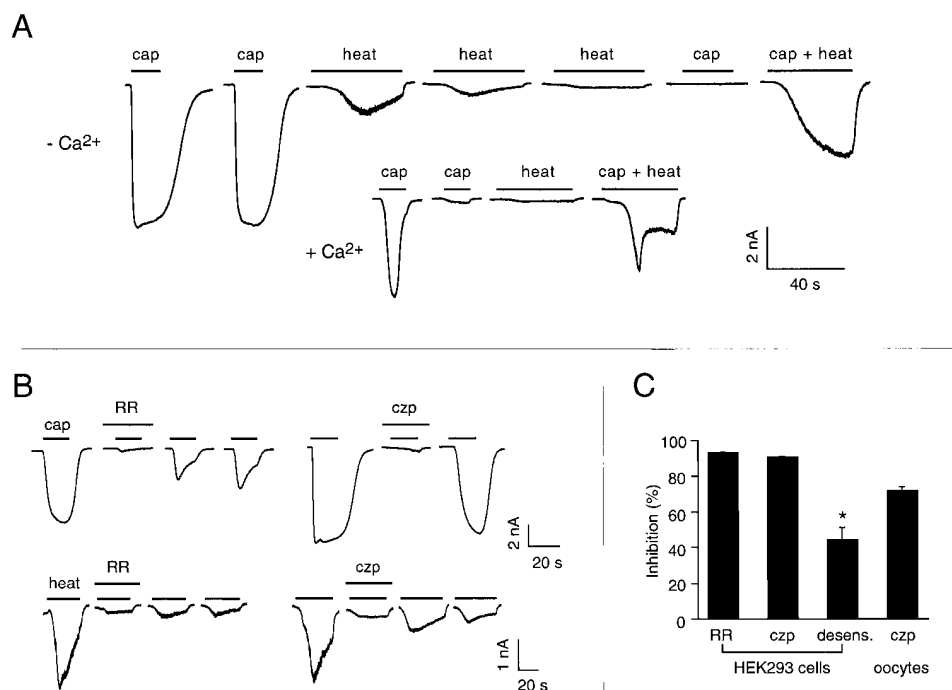 A
cap cap heat heat heat cap cap + heat
- Ca2+
cap cap heat cap + heat
+ Ca2+
2 nA
40 s
B
RR czp
cap
2 nA
20 s
RR czp
heat
1 nA
20 s
C
Inhibition (%)
100
80
60
40
20
0
*
RR czp desens. czp
HEK293 cells oocytes